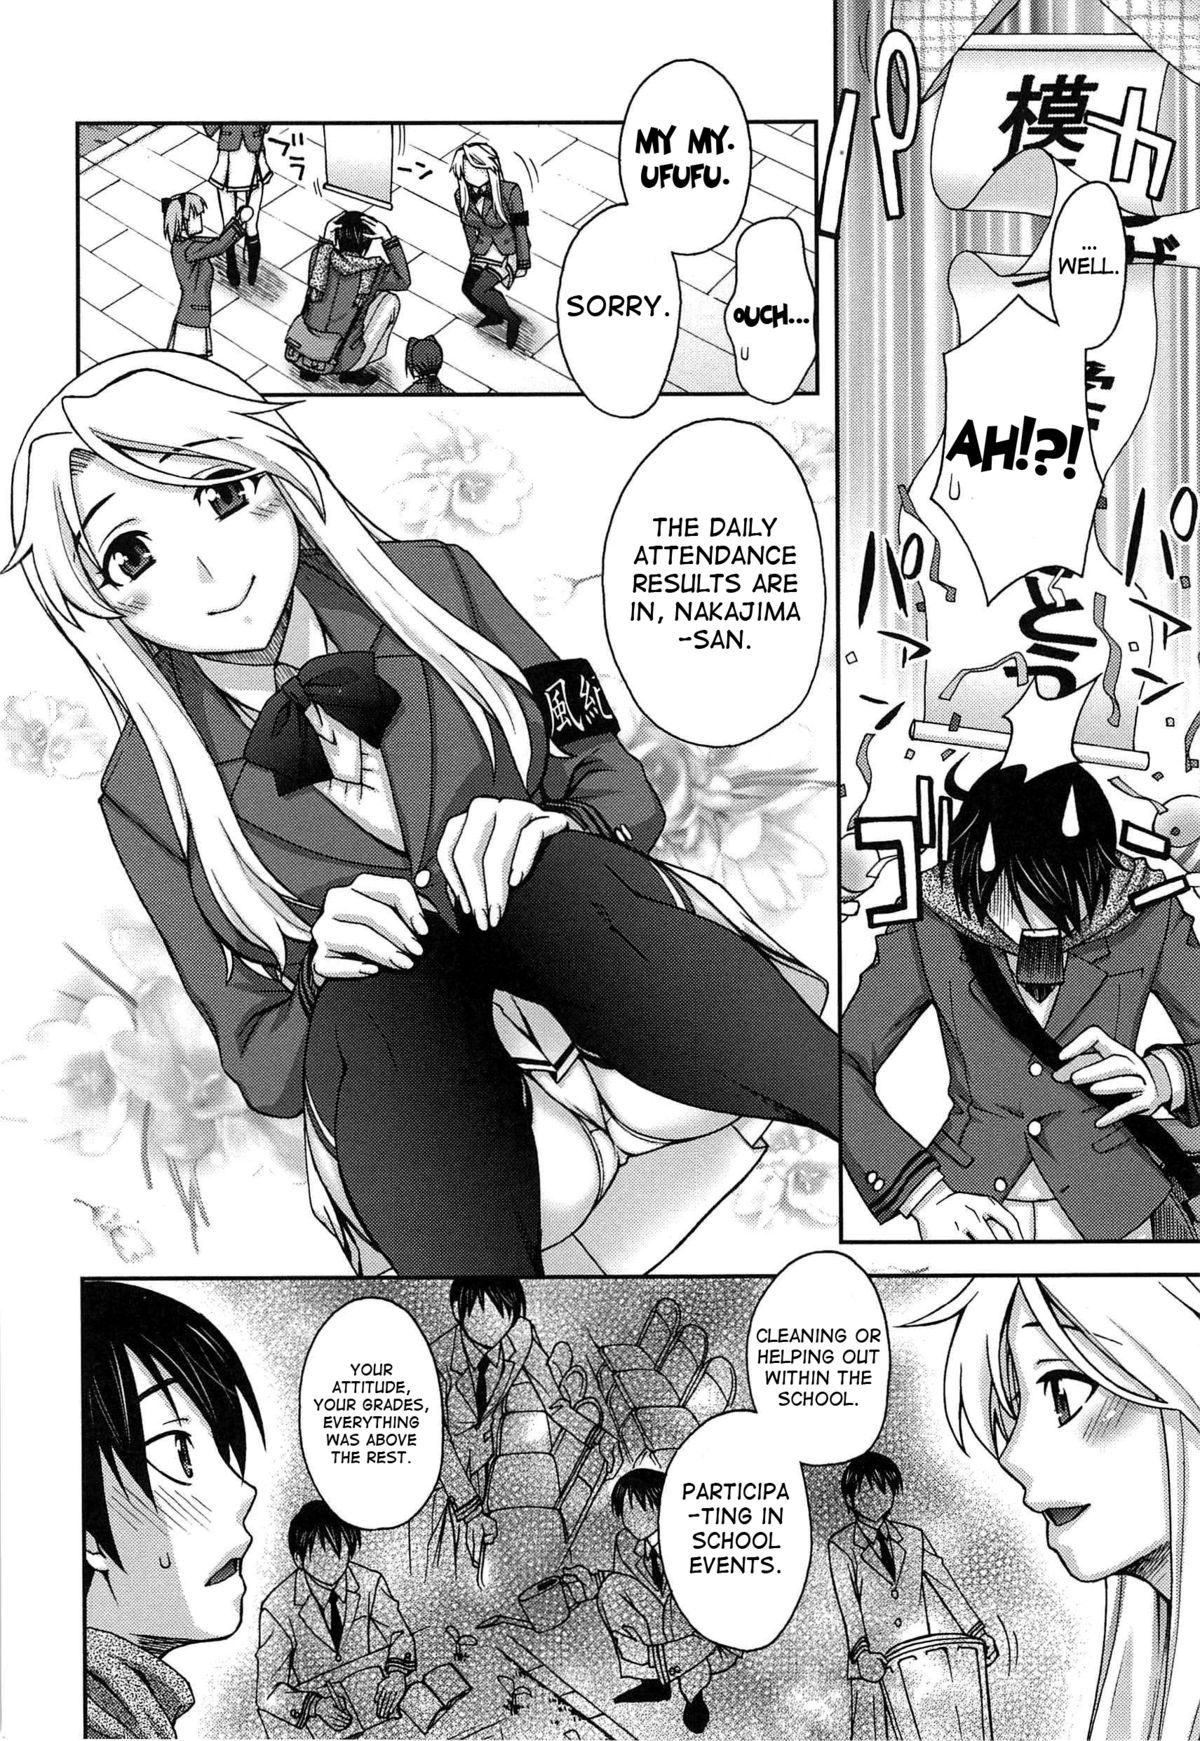 模
...
WELL.
AH!?!
パ
カ
MY MY.
UFUFU.
SORRY.
OUCH...
THE DAILY
ATTENDANCE
RESULTS ARE
IN, NAKAJIMA
-SAN.
風紀
CLEANING OR
HELPING OUT
WITHIN THE
SCHOOL.
PARTICIPA
-TING IN
SCHOOL
EVENTS.
YOUR
ATTITUDE,
YOUR GRADES,
EVERYTHING
WAS ABOVE
THE REST.